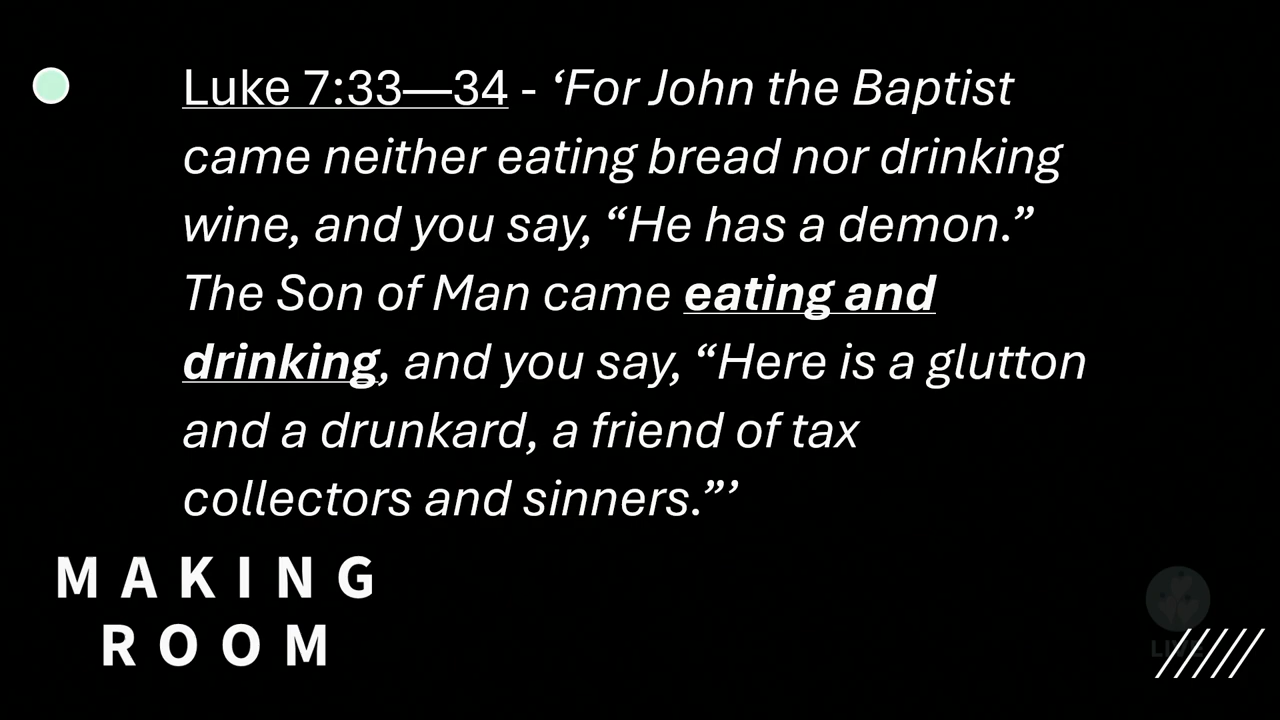 Luke 7:33—34 - ‘For John the Baptist
came neither eating bread nor drinking
wine, and you say, “He has a demon.”
The Son of Man came eating and
drinking, and you say, “Here is a glutton
and a drunkard, a friend of tax
collectors and sinners.”’
MAKING
ROOM
LIVE